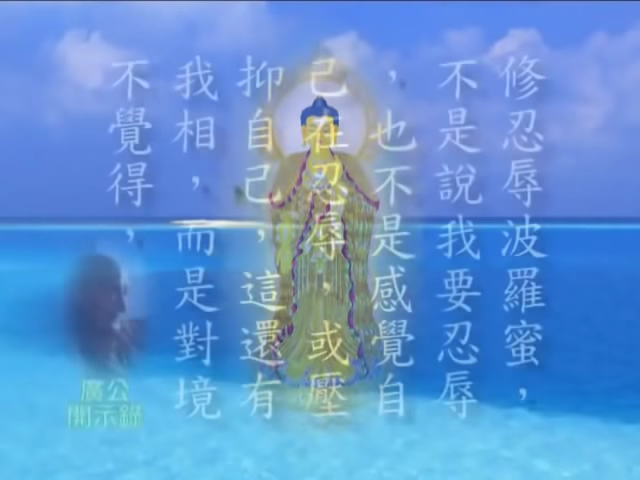 修忍辱波羅蜜，
不是說我要忍辱
，也不是感覺自
己在忍辱，或壓
抑自己，這還有
我相，而是對境
不覺得，
廣公
開示錄